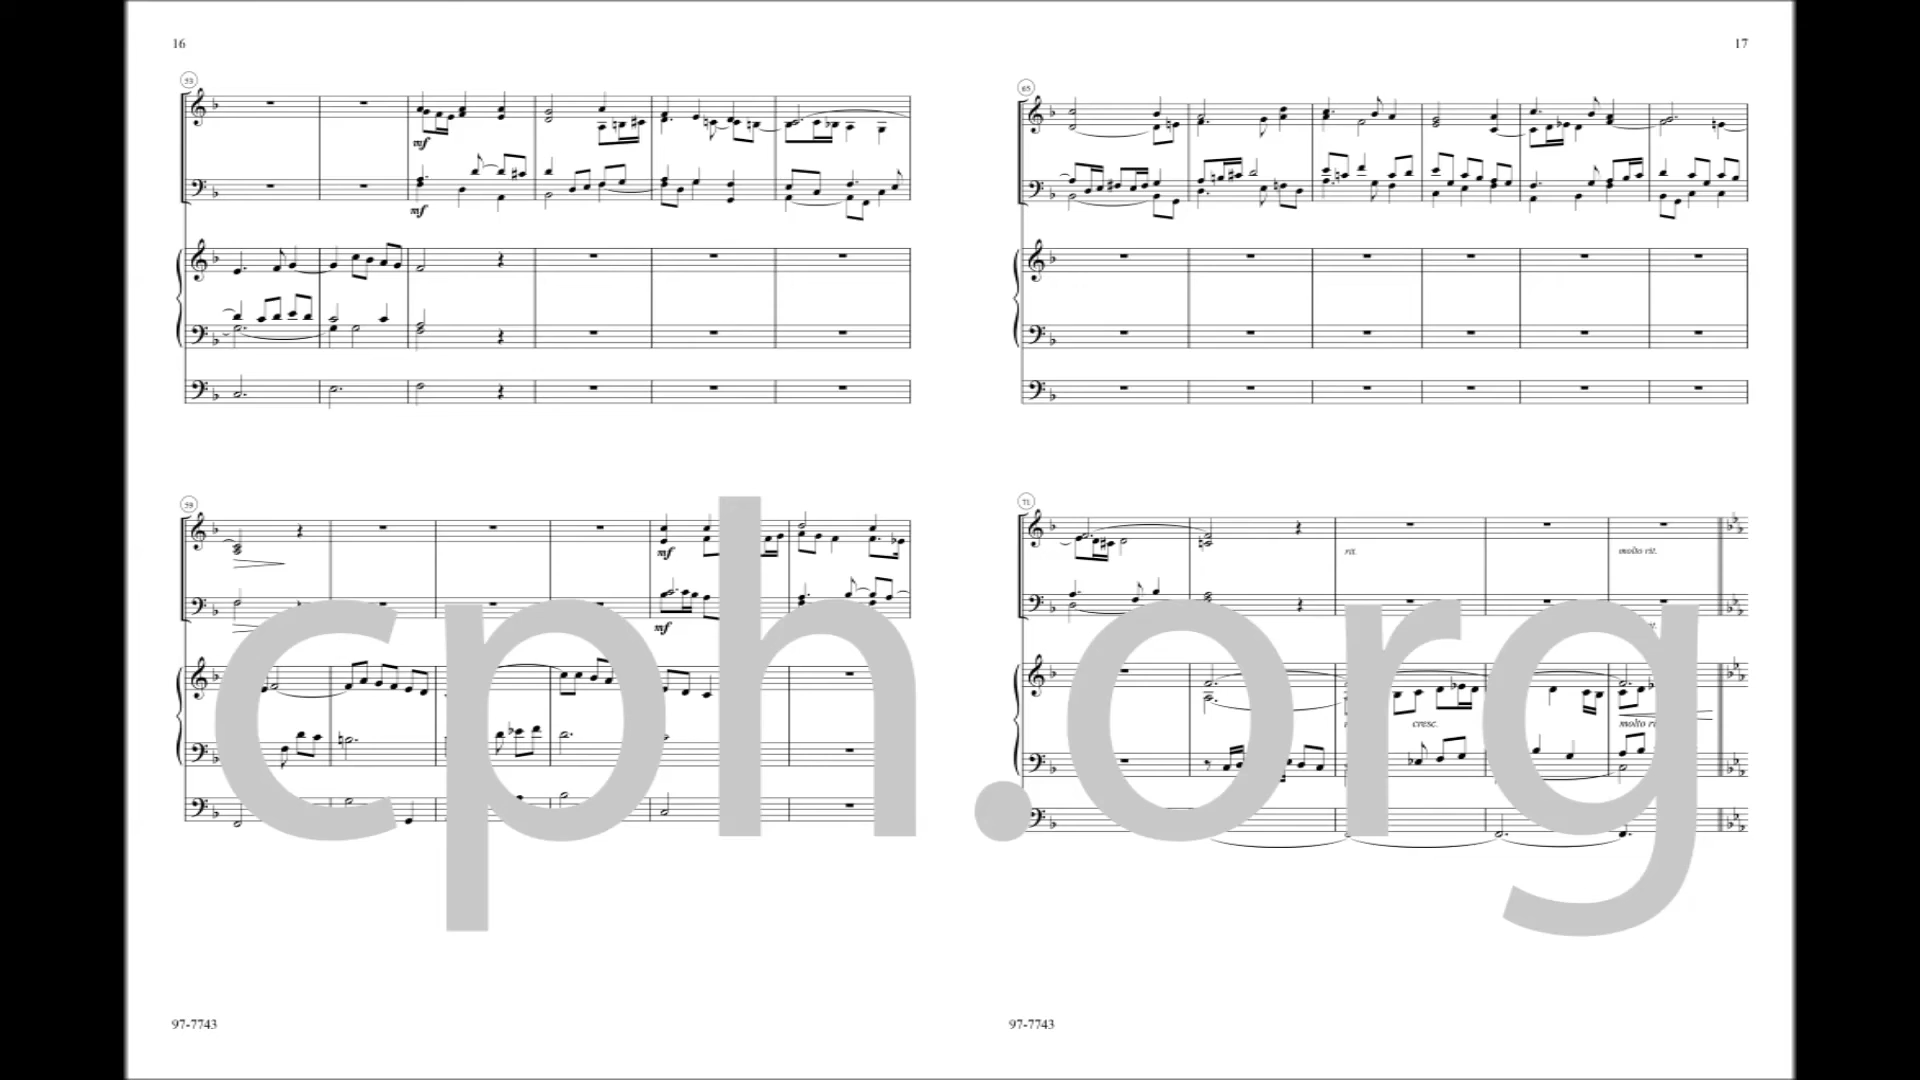 16
53
mf
mf
59
mf
mf
97-7743
17
65
71
rit.
molto rit.
cresc.
molto
97-7743
cph.org